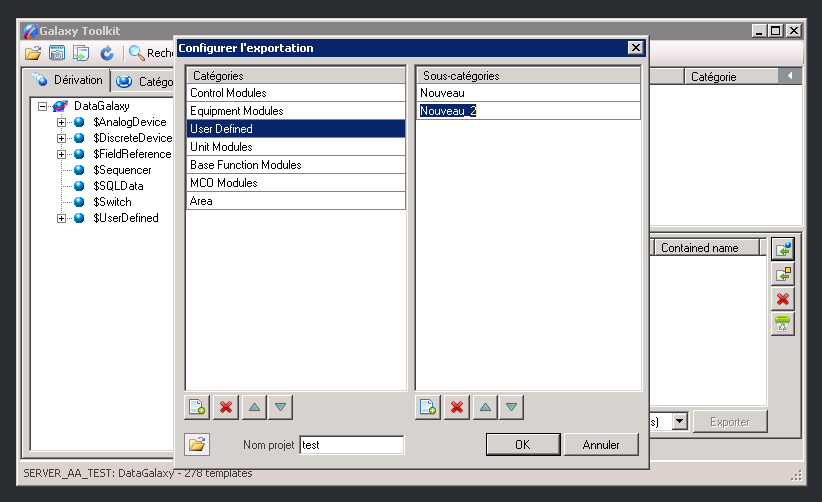 Galaxy Toolkit
Configurer l'exportation
Dérivation
Catégorie
DataGalaxy
$AnalogDevice
$DiscreteDevice
$FieldReference
$Sequencer
$SQLData
$Switch
$UserDefined
Catégories
Control Modules
Equipment Modules
User Defined
Unit Modules
Base Function Modules
MCO Modules
Area
Sous-catégories
Nouveau
Nouveau_2
Contained name
Nom projet test
OK
Annuler
Exporter
SERVER_AA_TEST: DataGalaxy - 278 templates